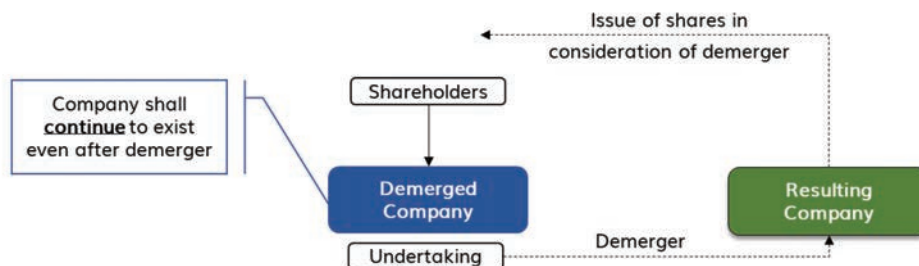 Issue of shares in
consideration of demerger
Shareholders
Company shall
continue to exist
even after demerger
Demerged
Company
Resulting
Company
Undertaking
Demerger